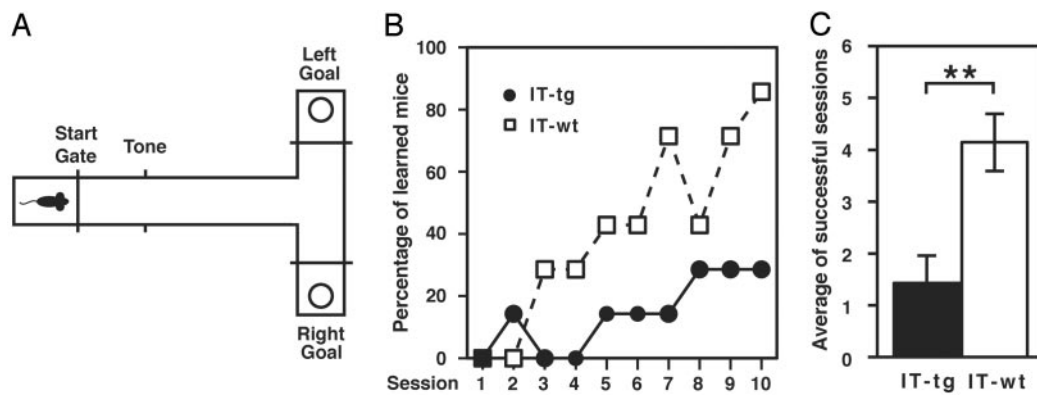 A
Left
Goal
Start
Gate
Tone
Right
Goal
B
Percentage of learned mice
100
80
60
40
20
0
IT-tg
IT-wt
Session
1 2 3 4 5 6 7 8 9 10
C
Average of successful sessions
6
5
4
3
2
1
0
**
IT-tg IT-wt